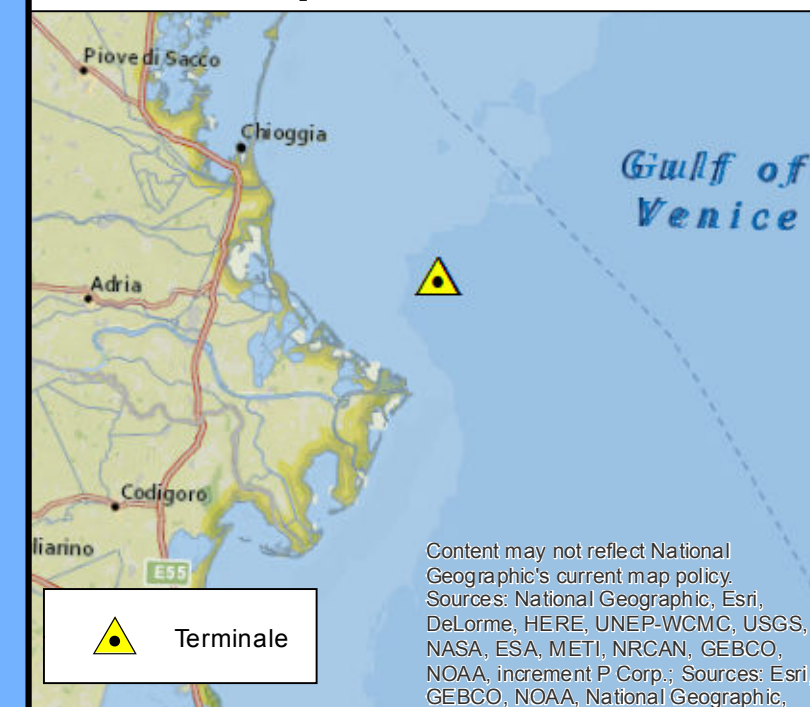 Piove di Sacco
Chioggia
Gulf of
Venice
Adria
Codigoro
liarino
E55
Terminale
Content may not reflect National
Geographic's current map policy.
Sources: National Geographic, Esri,
DeLorme, HERE, UNEP-WCMC, USGS,
NASA, ESA, METI, NRCAN, GEBCO,
NOAA, increment P Corp.; Sources: Esri
GEBCO, NOAA, National Geographic,